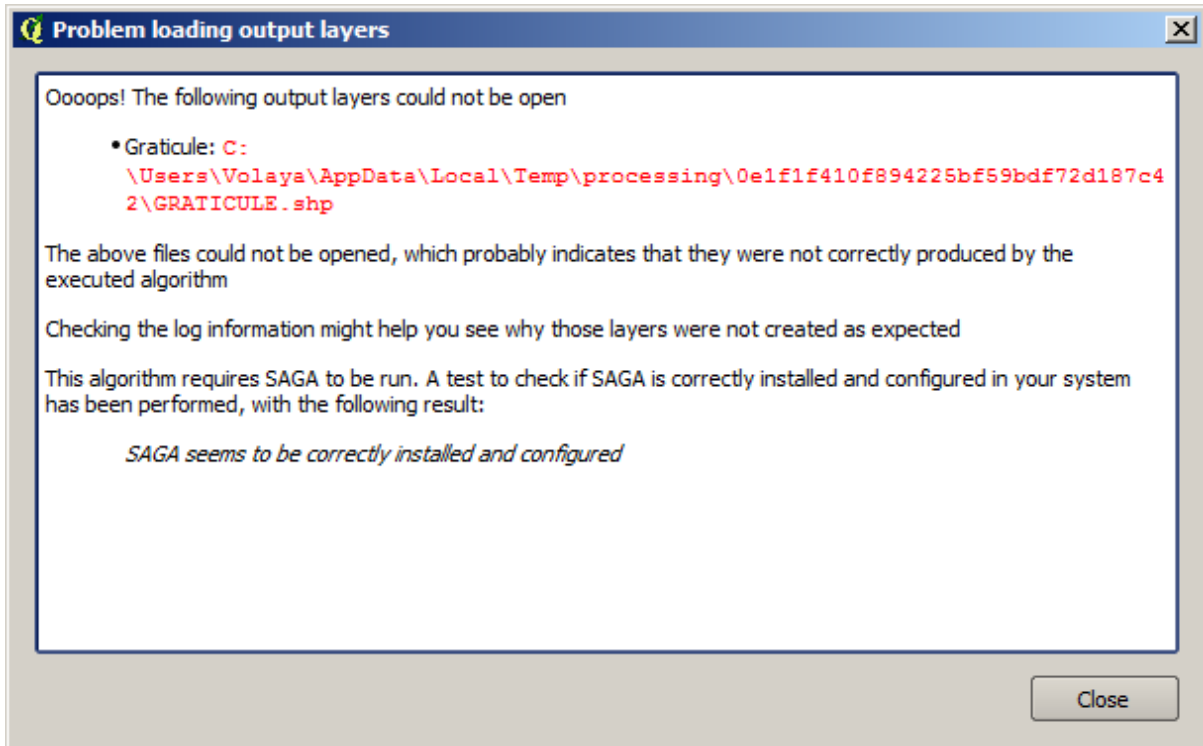 Problem loading output layers
Oooops! The following output layers could not be open
• Graticule: C:
\Users\Volaya\AppData\Local\Temp\processing\0e1f1f410f894225bf59bdf72d187c4
2\GRATICULE.shp
The above files could not be opened, which probably indicates that they were not correctly produced by the
executed algorithm
Checking the log information might help you see why those layers were not created as expected
This algorithm requires SAGA to be run. A test to check if SAGA is correctly installed and configured in your system
has been performed, with the following result:
SAGA seems to be correctly installed and configured
Close